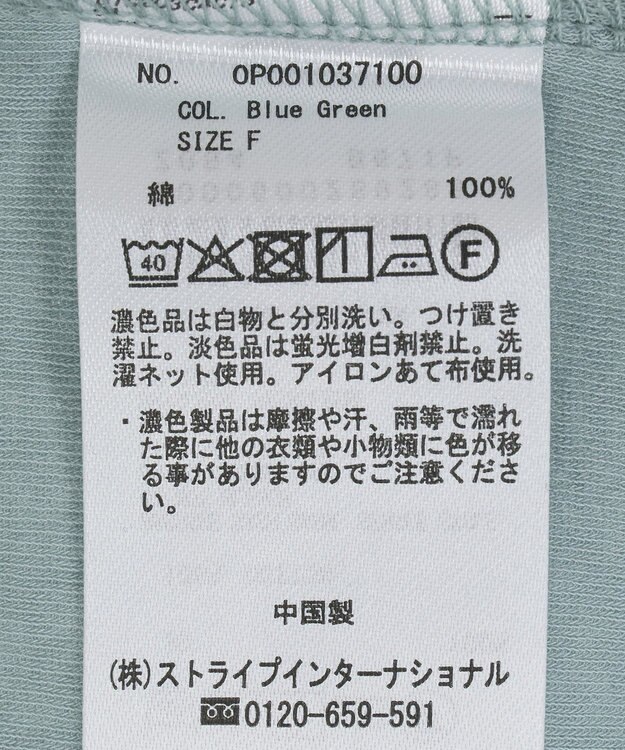 NO. OP001037100
COL. Blue Green
SIZE F
綿 100%
40 F
濃色品は白物と分別洗い。つけ置き
禁止。淡色品は蛍光増白剤禁止。洗
濯ネット使用。アイロンあて布使用。
・濃色製品は摩擦や汗、雨等で濡れ
た際に他の衣類や小物類に色が移
る事がありますのでご注意くださ
い。
中国製
(株)ストライプインターナショナル
0120-659-591